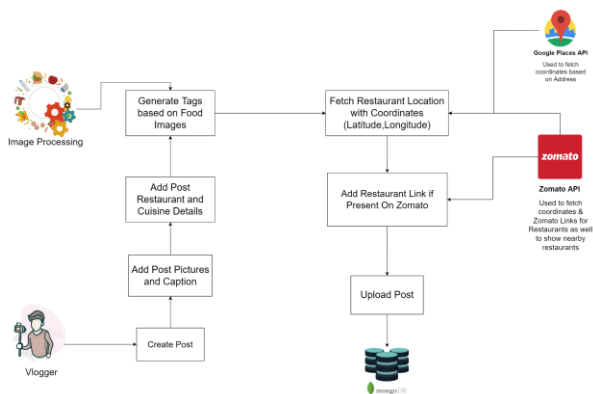 Google Places API
Used to fetch
coordinates based
on Address
Generate Tags
based on Food
Images
Fetch Restaurant Location
with Coordinates
(Latitude,Longitude)
Image Processing
zomato
Zomato API
Used to fetch
coordinates &
Zomato Links for
Restaurants as well
to show nearby
restaurants
Add Post
Restaurant and
Cuisine Details
Add Restaurant Link if
Present On Zomato
Add Post Pictures
and Caption
Upload Post
Create Post
Vlogger
mongoDB